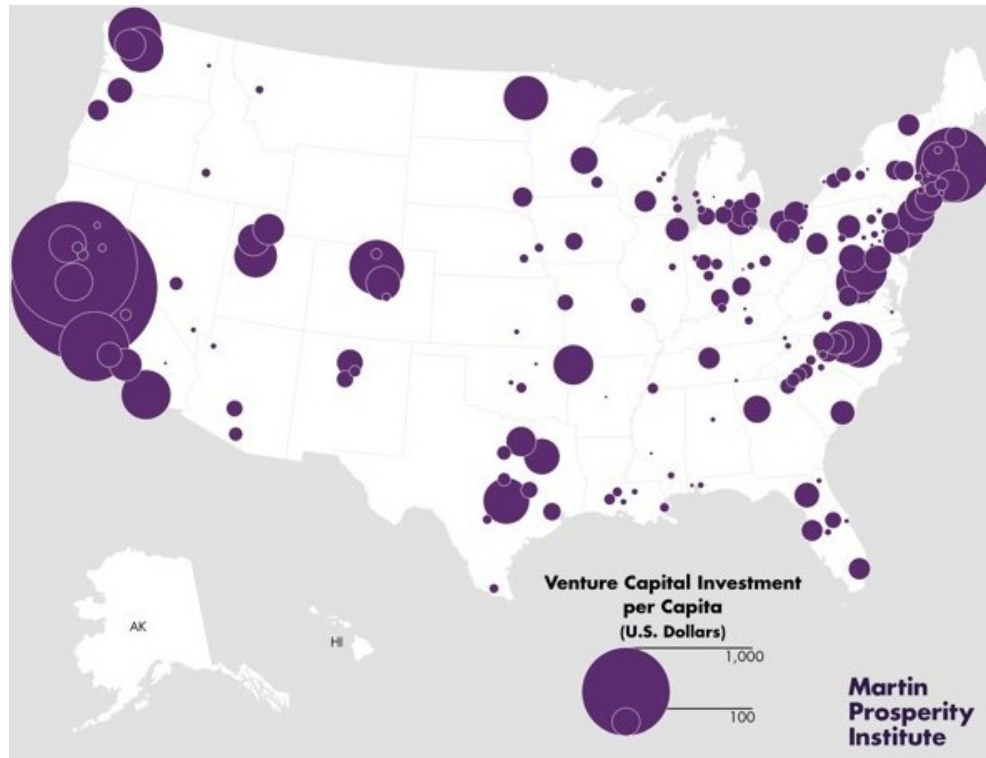 AK
HI
Venture Capital Investment
per Capita
(U.S. Dollars)
1,000
100
Martin
Prosperity
Institute